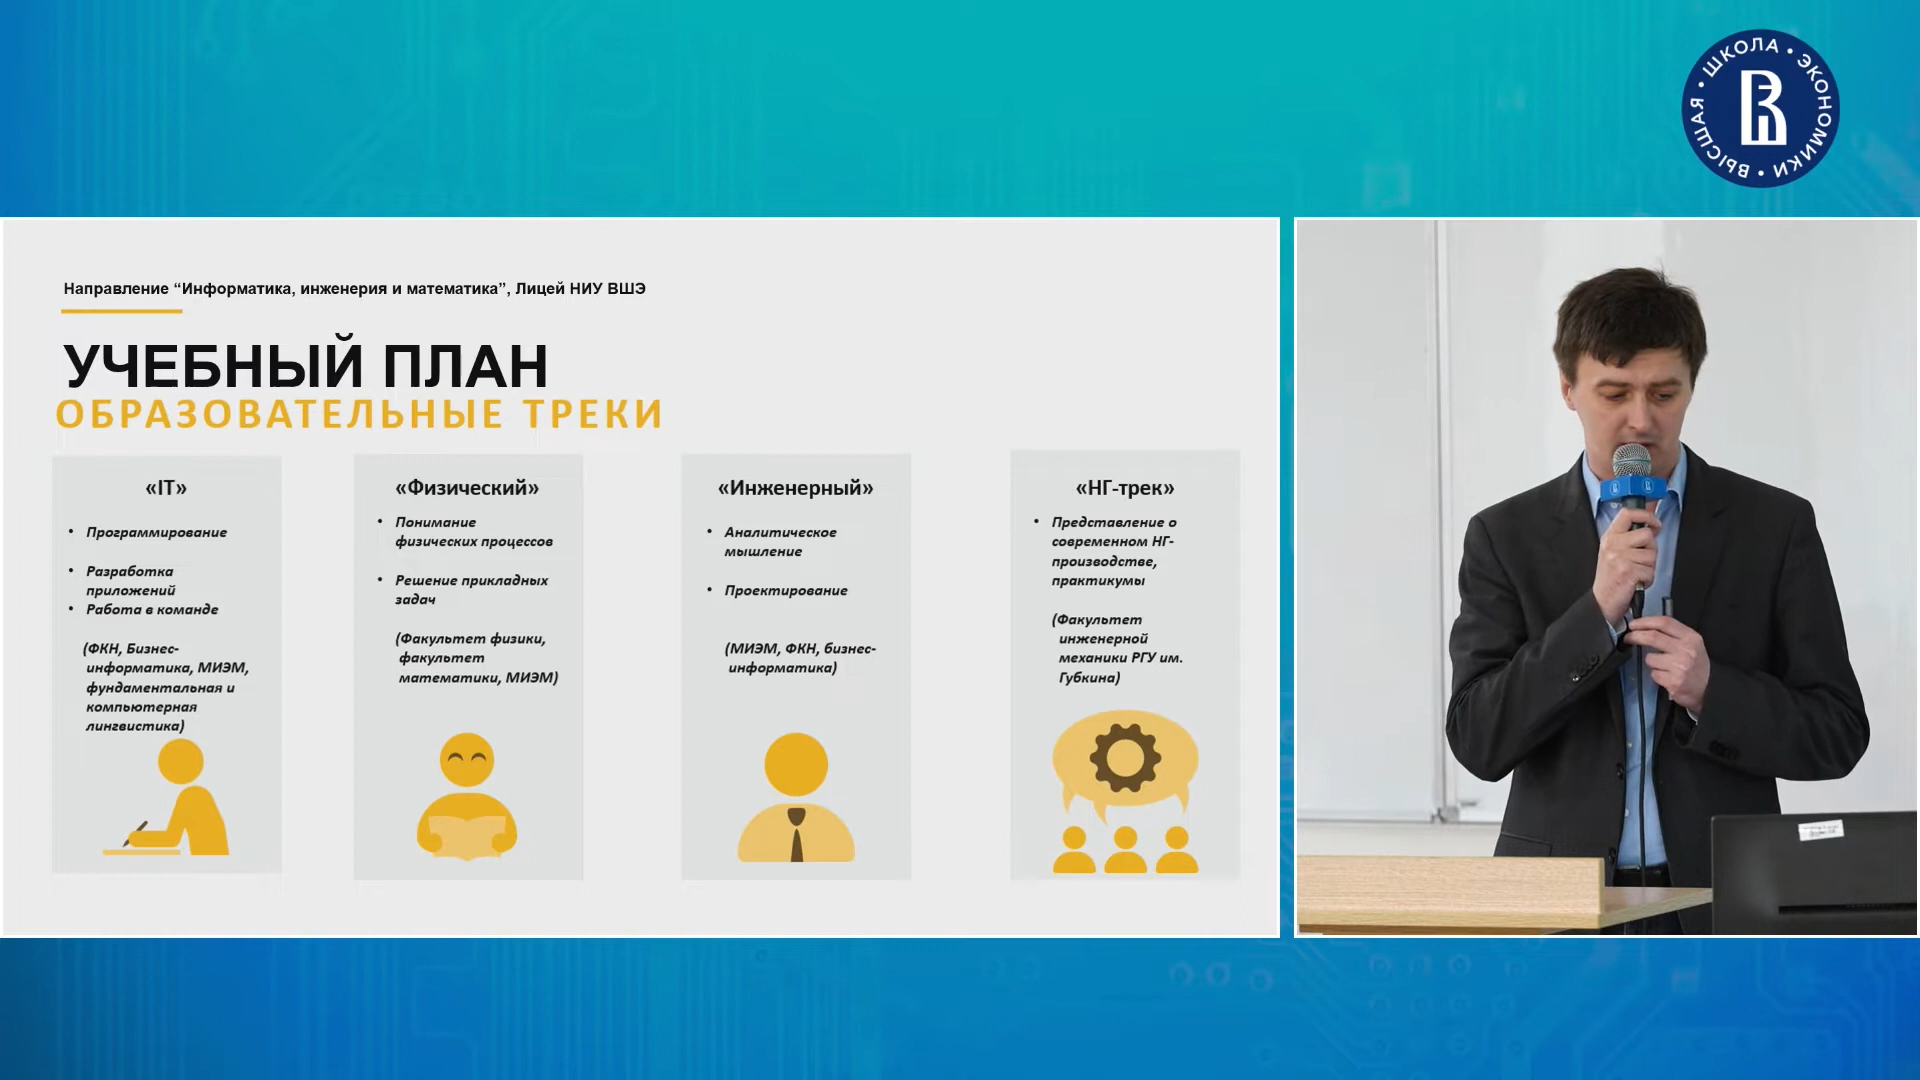 ВЫСШАЯ • ШКОЛА • ЭКОНОМИКИ •
Направление “Информатика, инженерия и математика”, Лицей НИУ ВШЭ
УЧЕБНЫЙ ПЛАН
ОБРАЗОВАТЕЛЬНЫЕ ТРЕКИ
«IT»
• Программирование
• Разработка
приложений
• Работа в команде
(ФКН, Бизнес-
информатика, МИЭМ,
фундаментальная и
компьютерная
лингвистика)
«Физический»
• Понимание
физических процессов
• Решение прикладных
задач
(Факультет физики,
факультет
математики, МИЭМ)
«Инженерный»
• Аналитическое
мышление
• Проектирование
(МИЭМ, ФКН, бизнес-
информатика)
«НГ-трек»
• Представление о
современном НГ-
производстве,
практикумы
(Факультет
инженерной
механики РГУ им.
Губкина)